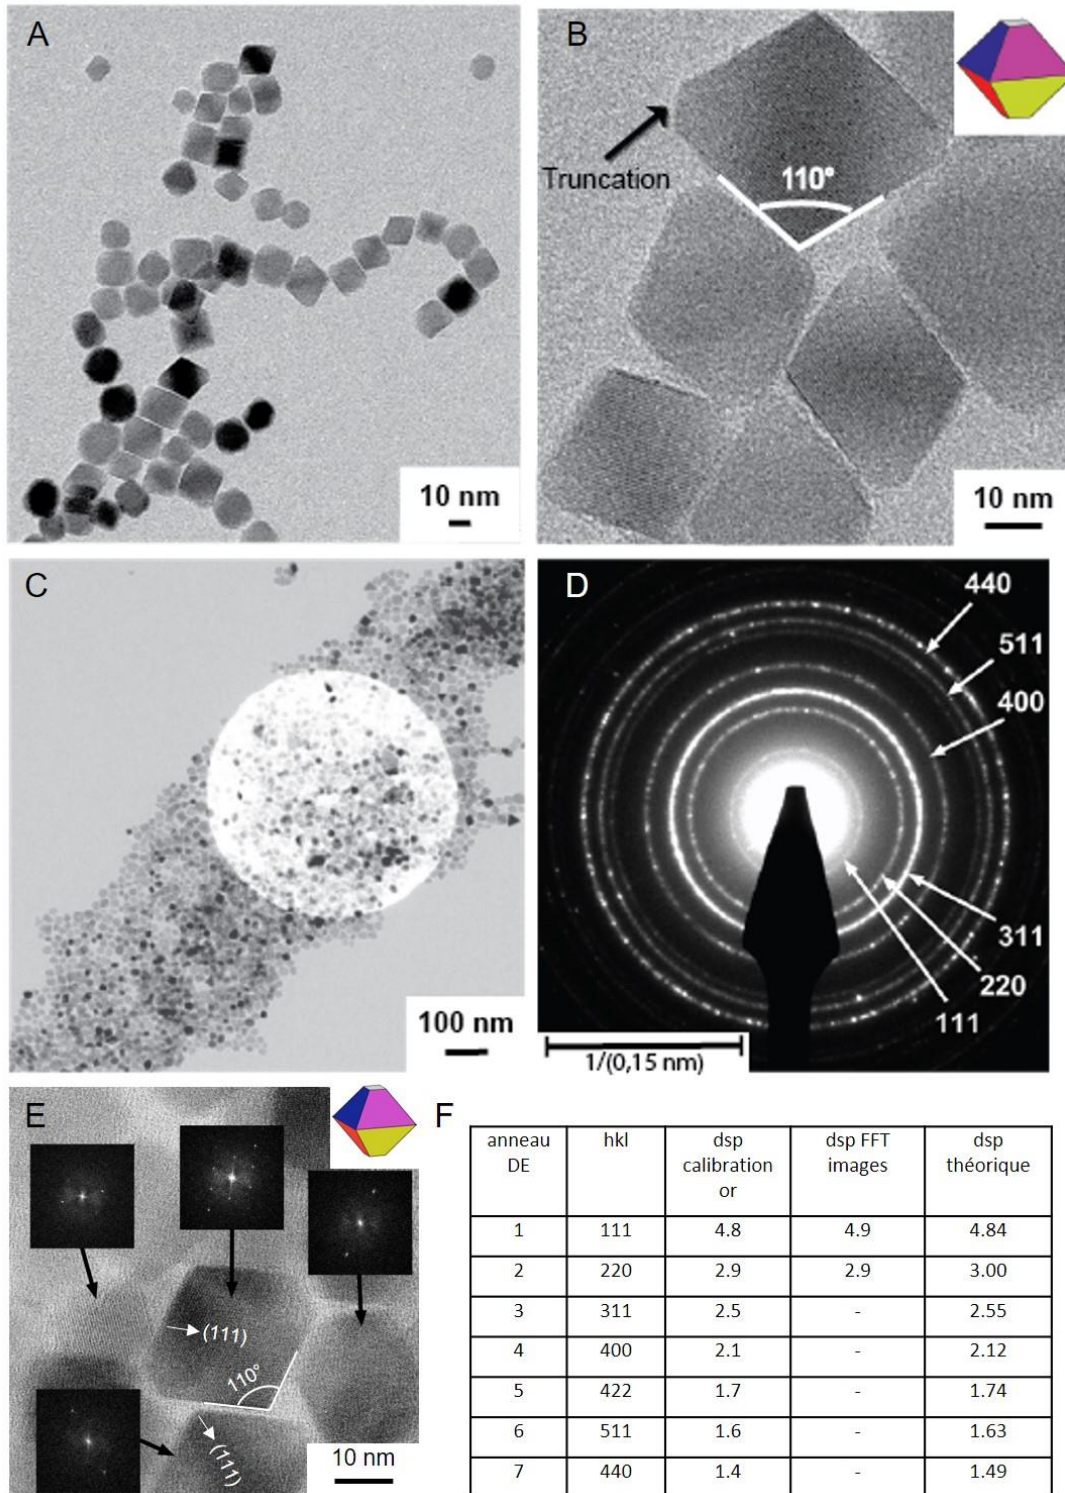 A
10 nm
B
Truncation
110°
10 nm
C
100 nm
D
440
511
400
311
220
111
1/(0,15 nm)
E
(111)
110°
(111)
10 nm
F
anneau DE hkl dsp calibration or dsp FFT images dsp théorique
1 111 4.8 4.9 4.84
2 220 2.9 2.9 3.00
3 311 2.5 - 2.55
4 400 2.1 - 2.12
5 422 1.7 - 1.74
6 511 1.6 - 1.63
7 440 1.4 - 1.49